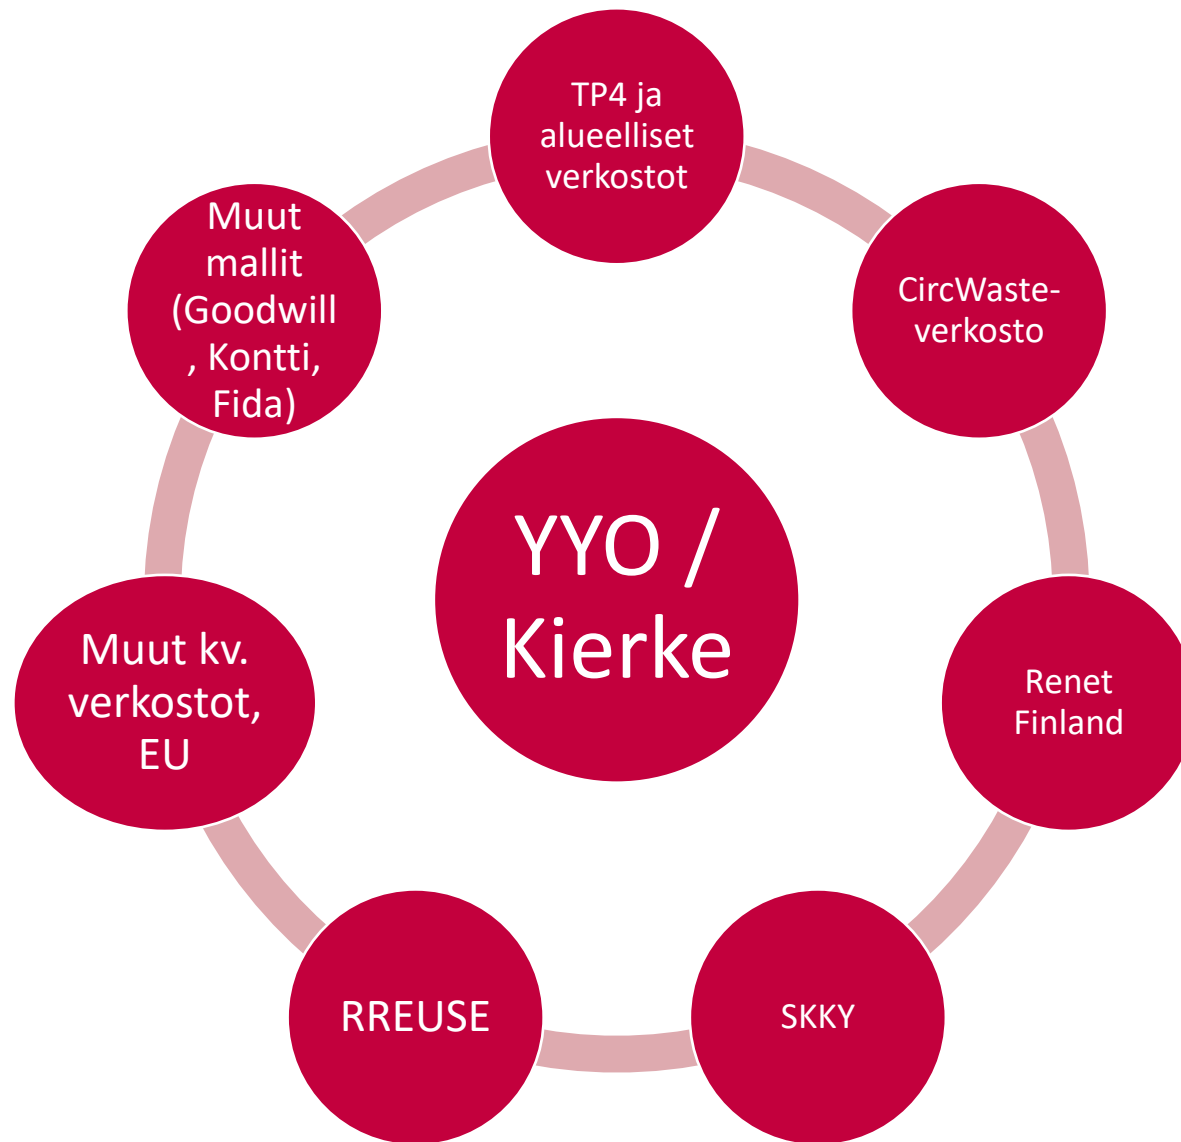 TP4 ja
alueelliset
verkostot
CircWaste-
verkosto
Renet
Finland
SKKY
RREUSE
Muut kv.
verkostot,
EU
Muut
mallit
(Goodwill
, Kontti,
Fida)
YYO /
Kierke